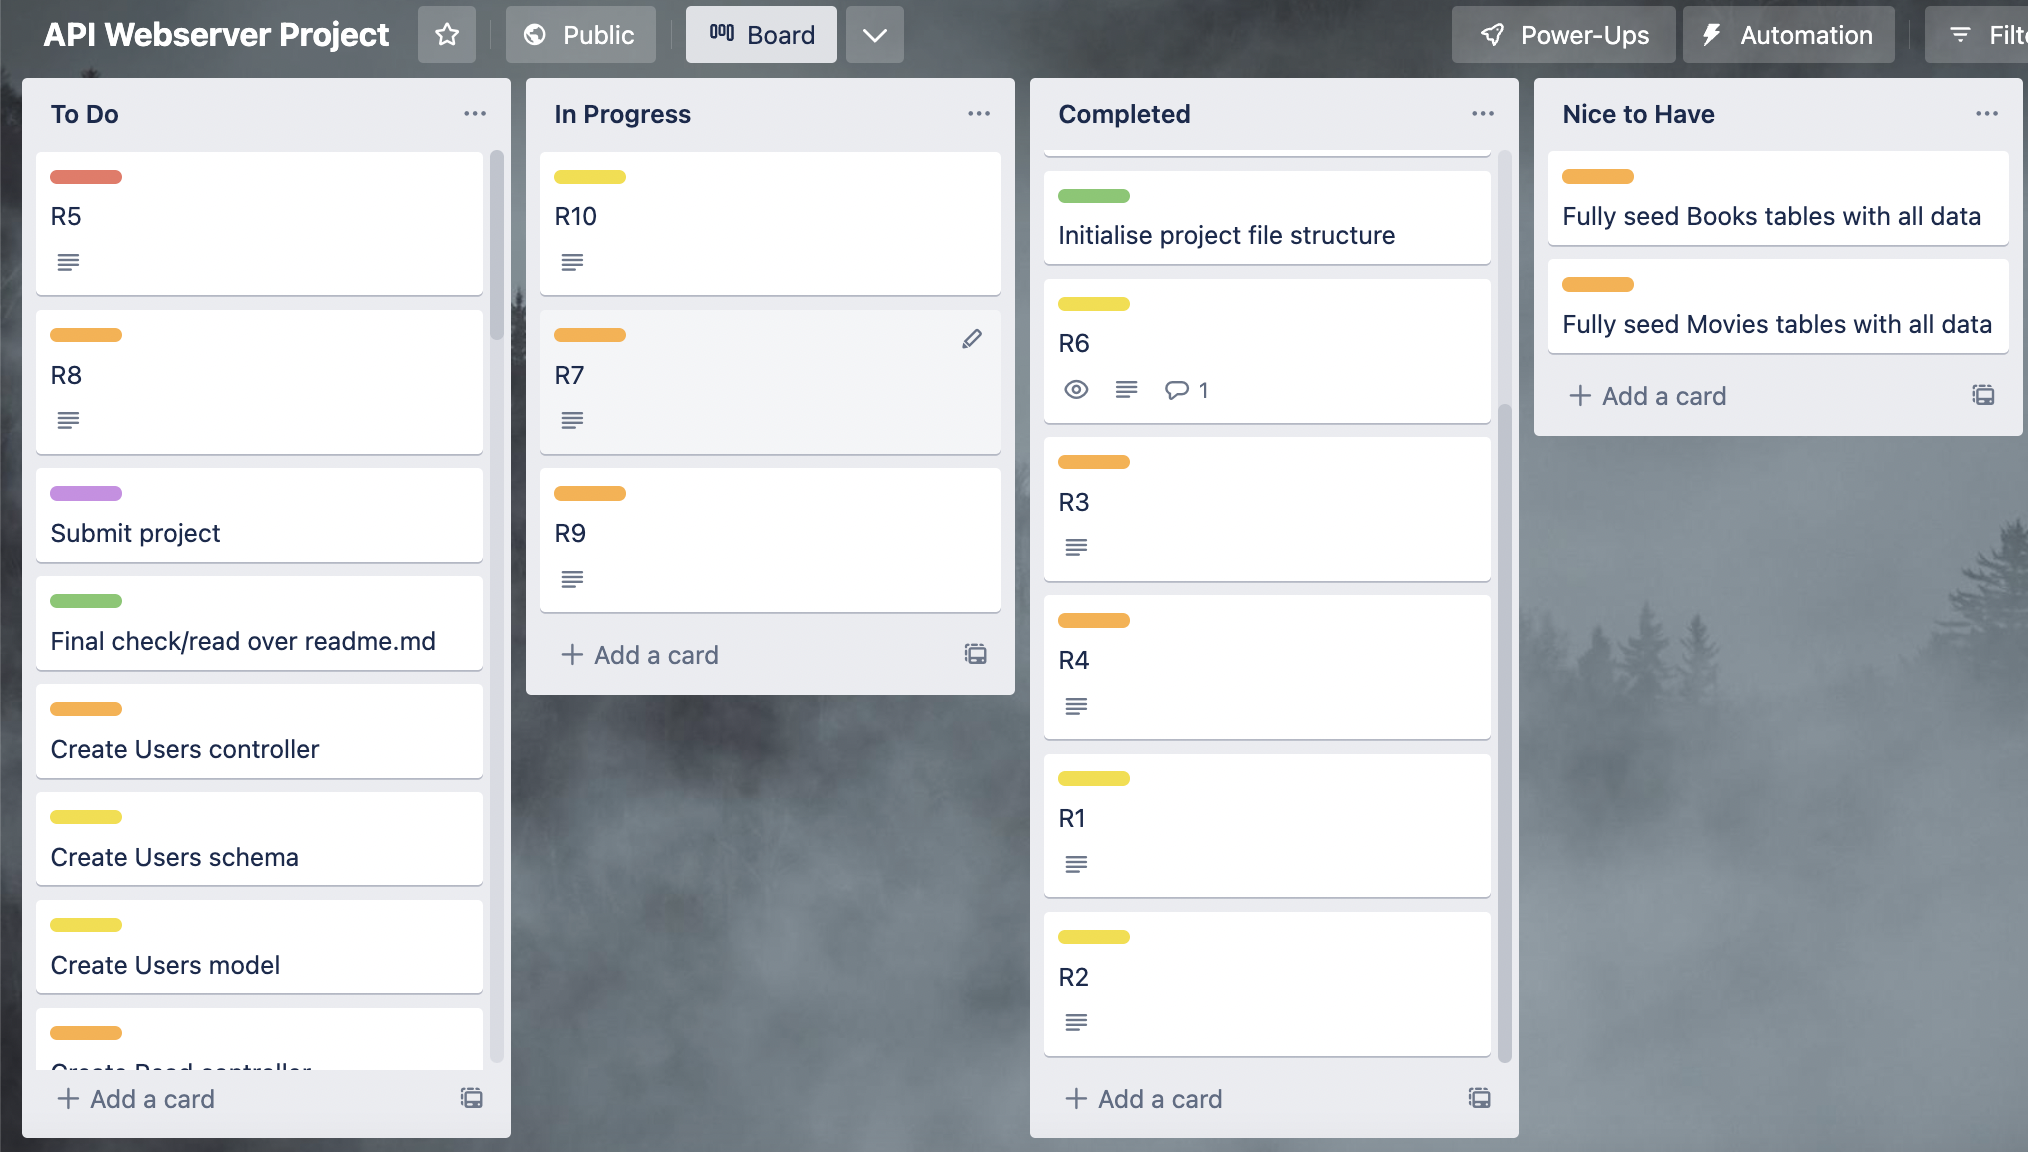 API Webserver Project
Public
Board
Power-Ups
Automation
To Do
R5
R8
Submit project
Final check/read over readme.md
Create Users controller
Create Users schema
Create Users model
Create Read controller
Add a card
In Progress
R10
R7
R9
Add a card
Completed
Initialise project file structure
R6
1
R3
R4
R1
R2
Add a card
Nice to Have
Fully seed Books tables with all data
Fully seed Movies tables with all data
Add a card